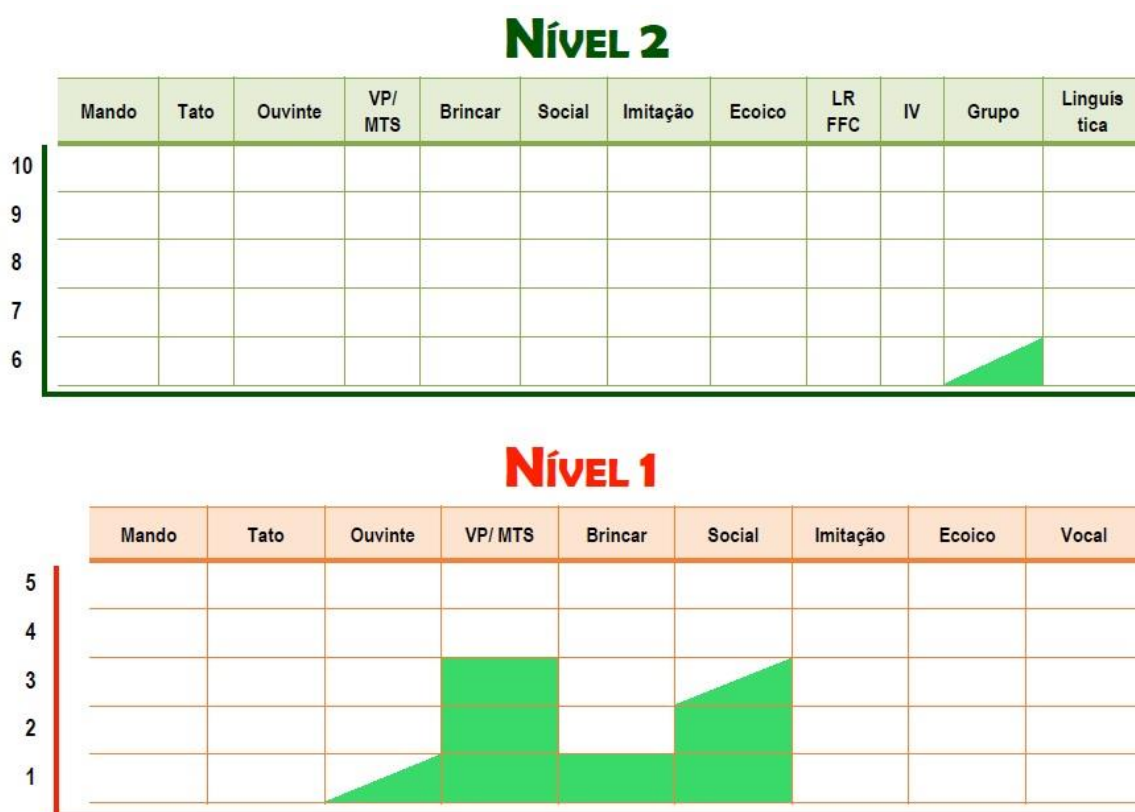 NÍVEL 2
Mando Tato Ouvinte VP/ MTS Brincar Social Imitação Ecoico LR FFC IV Grupo Linguís tica
10
9
8
7
6
NÍVEL 1
Mando Tato Ouvinte VP/ MTS Brincar Social Imitação Ecoico Vocal
5
4
3
2
1